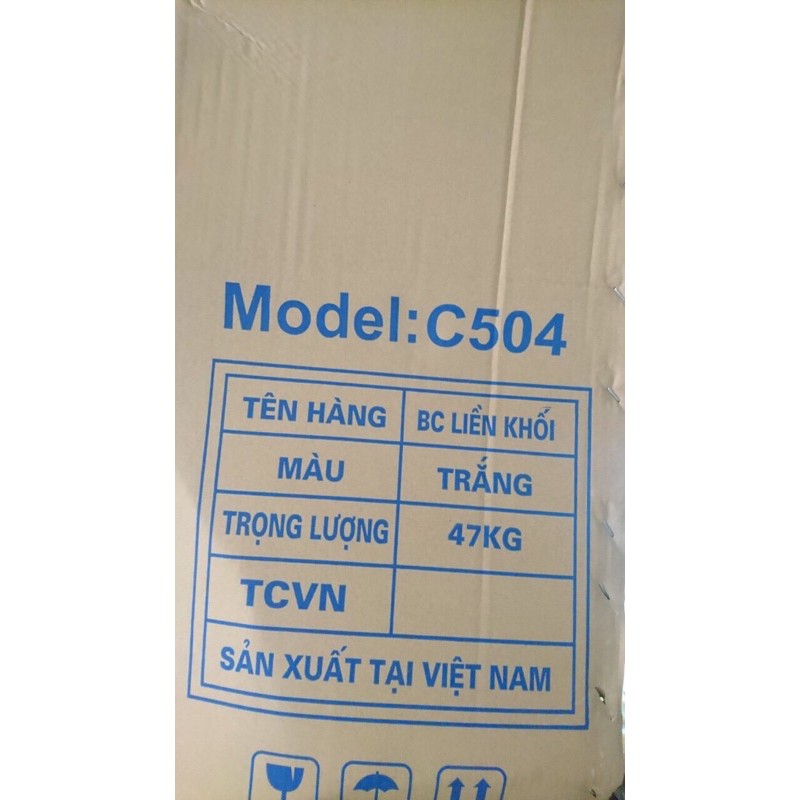 Model:C504
TÊN HÀNG BC LIỀN KHỐI
MÀU TRẮNG
TRỌNG LƯỢNG 47KG
TCVN
SẢN XUẤT TẠI VIỆT NAM